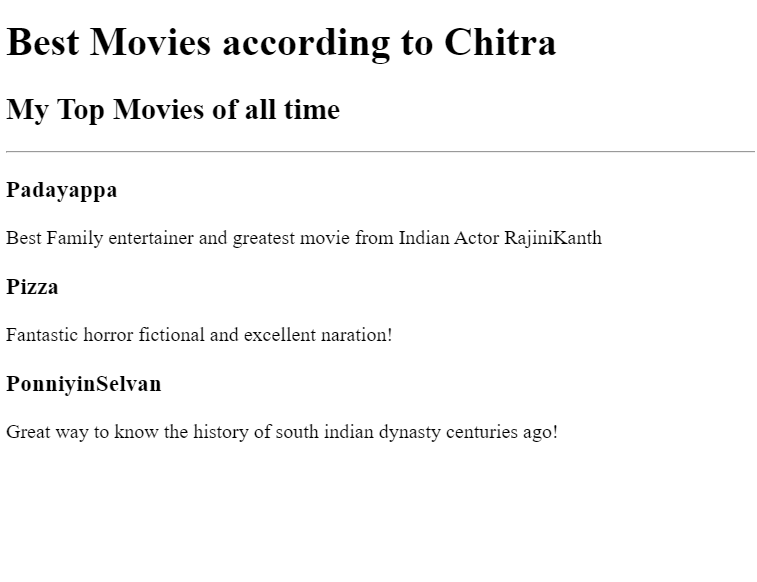 Best Movies according to Chitra
My Top Movies of all time
Padayappa
Best Family entertainer and greatest movie from Indian Actor RajiniKanth
Pizza
Fantastic horror fictional and excellent naration!
PonniyinSelvan
Great way to know the history of south indian dynasty centuries ago!